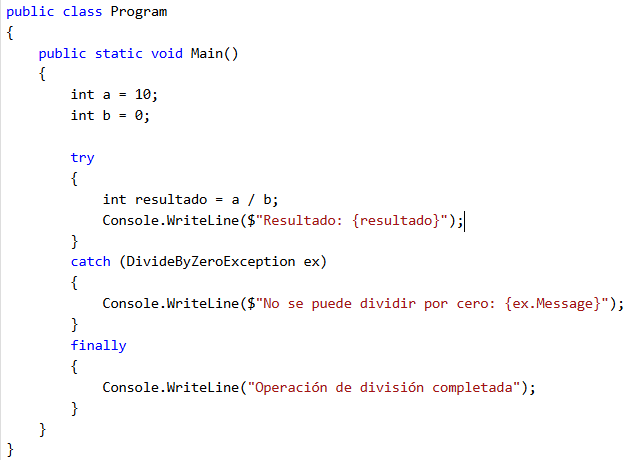 public class Program
{
    public static void Main()
    {
        int a = 10;
        int b = 0;

        try
        {
            int resultado = a / b;
            Console.WriteLine($"Resultado: {resultado}");
        }
        catch (DivideByZeroException ex)
        {
            Console.WriteLine($"No se puede dividir por cero: {ex.Message}");
        }
        finally
        {
            Console.WriteLine("Operación de división completada");
        }
    }
}